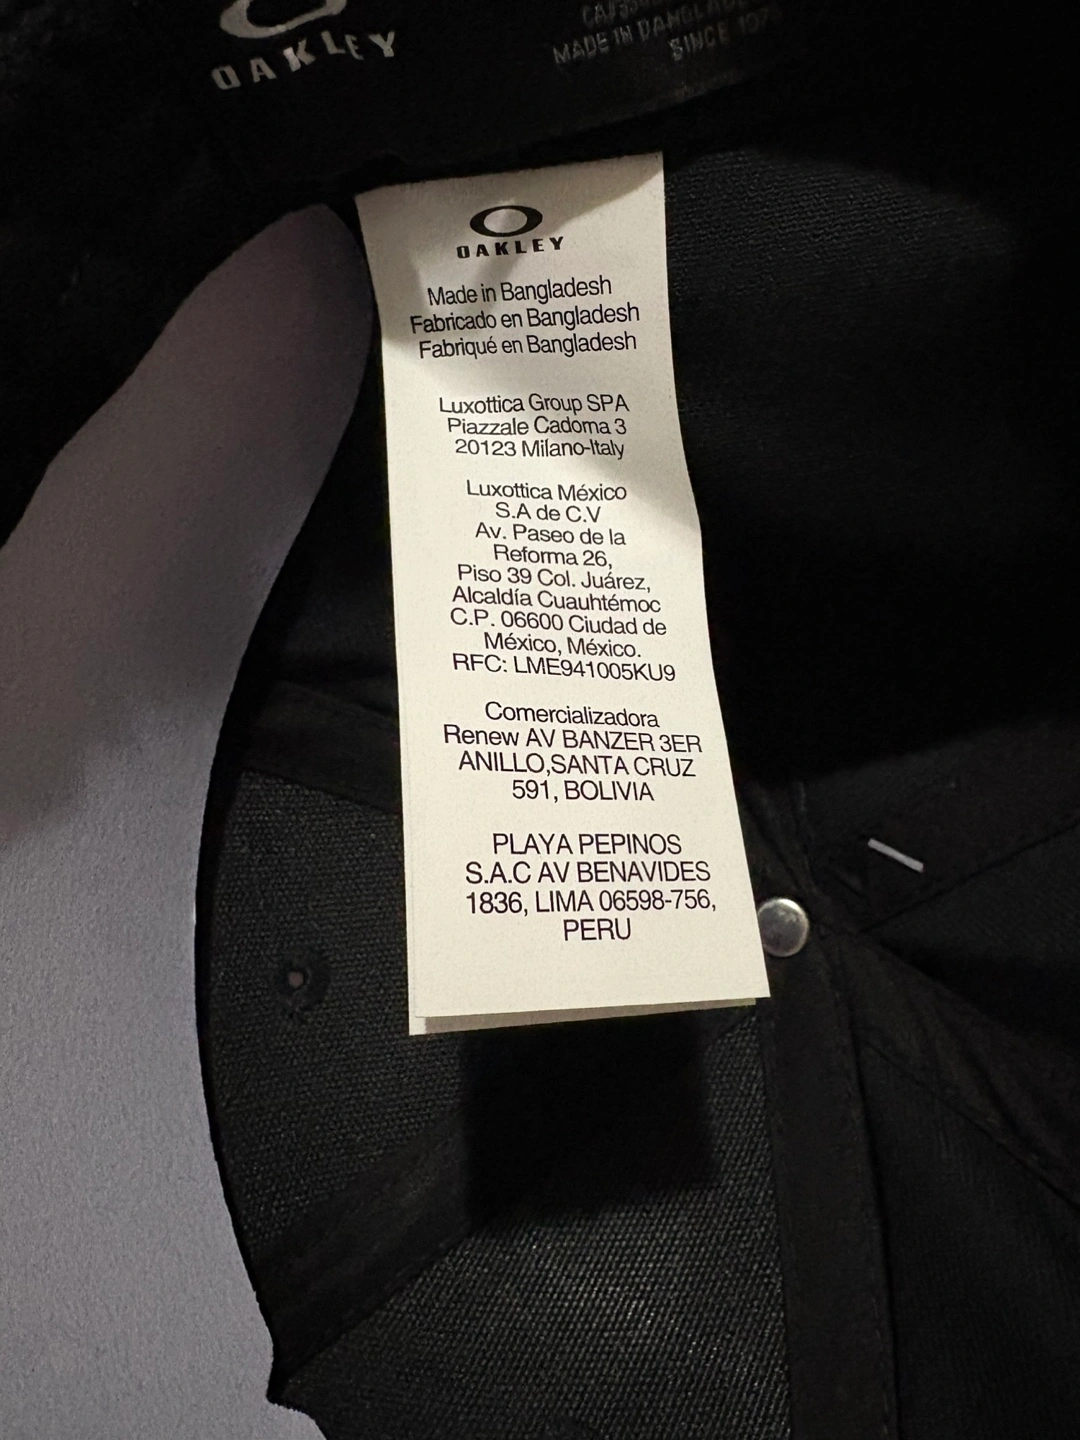 OAKLEY
MADE IN BANGLADESH
SINCE
OAKLEY
Made in Bangladesh
Fabricado en Bangladesh
Fabriqué en Bangladesh
Luxottica Group SPA
Piazzale Cadorna 3
20123 Milano-Italy
Luxottica México
S.A de C.V
Av. Paseo de la
Reforma 26,
Piso 39 Col. Juárez,
Alcaldía Cuauhtémoc
C.P. 06600 Ciudad de
México, México.
RFC: LME941005KU9
Comercializadora
Renew AV BANZER 3ER
ANILLO,SANTA CRUZ
591, BOLIVIA
PLAYA PEPINOS
S.A.C AV BENAVIDES
1836, LIMA 06598-756,
PERU